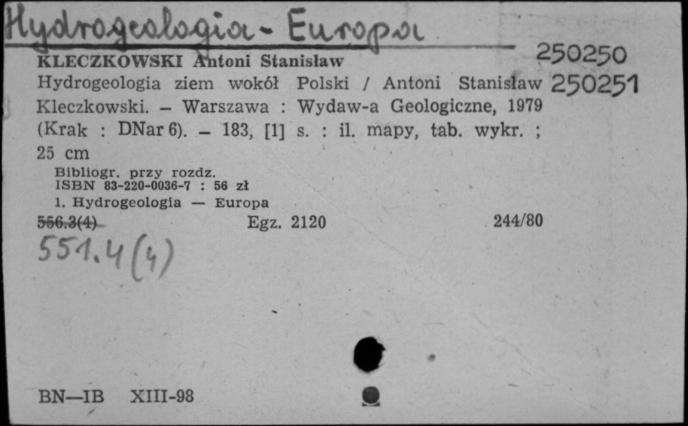 Hydrogeologia - Europa
KLECZKOWSKI Antoni Stanisław 250250
Hydrogeologia ziem wokół Polski / Antoni Stanisław 250251
Kleczkowski. — Warszawa : Wydaw-a Geologiczne, 1979
(Krak : DNar 6). — 183, [1] s. : il. mapy, tab. wykr. ;
25 cm
Bibliogr. przy rozdz.
ISBN 83-220-0036-7 : 56 zł
1. Hydrogeologia — Europa
556.3(4) Egz. 2120 244/80
551.4(4)
BN—IB XIII-98